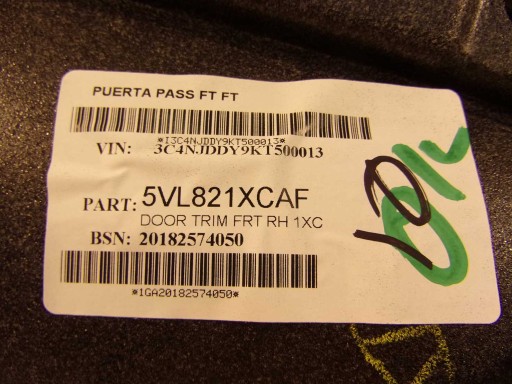 PUERTA PASS FT FT
*I3C4NJDDY9KT500013*
VIN: 3C4NJDDY9KT500013
PART: 5VL821XCAF
DOOR TRIM FRT RH 1XC
BSN: 20182574050
*1GA20182574050*